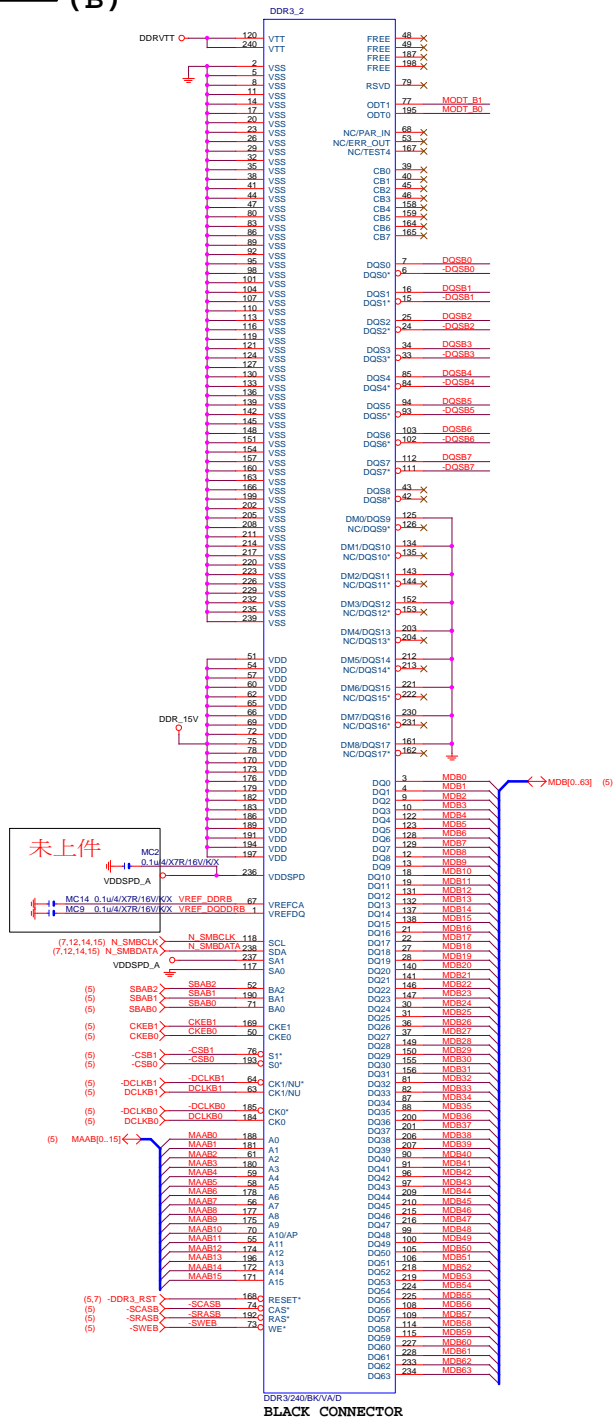 (B)
DDR3_2
DDRVTT
120 VTT
240 VTT
2 VSS
5 VSS
8 VSS
11 VSS
14 VSS
17 VSS
20 VSS
23 VSS
26 VSS
29 VSS
32 VSS
35 VSS
38 VSS
41 VSS
44 VSS
47 VSS
80 VSS
83 VSS
86 VSS
89 VSS
92 VSS
95 VSS
98 VSS
101 VSS
104 VSS
107 VSS
110 VSS
113 VSS
116 VSS
119 VSS
121 VSS
124 VSS
127 VSS
130 VSS
133 VSS
136 VSS
139 VSS
142 VSS
145 VSS
148 VSS
151 VSS
154 VSS
157 VSS
160 VSS
163 VSS
166 VSS
199 VSS
202 VSS
205 VSS
208 VSS
211 VSS
214 VSS
217 VSS
220 VSS
223 VSS
226 VSS
229 VSS
232 VSS
235 VSS
239 VSS
51 VDD
54 VDD
57 VDD
60 VDD
62 VDD
65 VDD
66 VDD
69 VDD
72 VDD
DDR_15V
75 VDD
78 VDD
170 VDD
173 VDD
176 VDD
179 VDD
182 VDD
183 VDD
186 VDD
189 VDD
191 VDD
194 VDD
197 VDD
未上件
MC2
0.1u/4/X7R/16V/K/X
VDDSPD_A 236 VDDSPD
MC14 0.1u/4/X7R/16V/K/X VREF_DDRB 67 VREFCA
MC9 0.1u/4/X7R/16V/K/X VREF_DQDDRB 1 VREFDQ
(7,12,14,15) N_SMBCLK N_SMBCLK 118 SCL
(7,12,14,15) N_SMBDATA N_SMBDATA 238 SDA
VDDSPD_A 237 SA1
117 SA0
(5) SBAB2 SBAB2 52 BA2
(5) SBAB1 SBAB1 190 BA1
(5) SBAB0 SBAB0 71 BA0
(5) CKEB1 CKEB1 169 CKE1
(5) CKEB0 CKEB0 50 CKE0
(5) -CSB1 -CSB1 76 S1*
(5) -CSB0 -CSB0 193 S0*
(5) -DCLKB1 -DCLKB1 64 CK1/NU*
(5) DCLKB1 DCLKB1 63 CK1/NU
(5) -DCLKB0 -DCLKB0 185 CK0*
(5) DCLKB0 DCLKB0 184 CK0
(5) MAAB[0..15] MAAB0 188 A0
MAAB1 181 A1
MAAB2 61 A2
MAAB3 180 A3
MAAB4 59 A4
MAAB5 58 A5
MAAB6 178 A6
MAAB7 56 A7
MAAB8 177 A8
MAAB9 175 A9
MAAB10 70 A10/AP
MAAB11 55 A11
MAAB12 174 A12
MAAB13 196 A13
MAAB14 172 A14
MAAB15 171 A15
(5,7) -DDR3_RST 168 RESET*
(5) -SCASB -SCASB 74 CAS*
(5) -SRASB -SRASB 192 RAS*
(5) -SWEB -SWEB 73 WE*
FREE 48
FREE 49
FREE 187
FREE 198
RSVD 79
ODT1 77 MODT_B1
ODT0 195 MODT_B0
NC/PAR_IN 68
NC/ERR_OUT 53
NC/TEST4 167
CB0 39
CB1 40
CB2 45
CB3 46
CB4 158
CB5 159
CB6 164
CB7 165
DQS0 7 DQSB0
DQS0* 6 -DQSB0
DQS1 16 DQSB1
DQS1* 15 -DQSB1
DQS2 25 DQSB2
DQS2* 24 -DQSB2
DQS3 34 DQSB3
DQS3* 33 -DQSB3
DQS4 85 DQSB4
DQS4* 84 -DQSB4
DQS5 94 DQSB5
DQS5* 93 -DQSB5
DQS6 103 DQSB6
DQS6* 102 -DQSB6
DQS7 112 DQSB7
DQS7* 111 -DQSB7
DQS8 43
DQS8* 42
DM0/DQS9 125
NC/DQS9* 126
DM1/DQS10 134
NC/DQS10* 135
DM2/DQS11 143
NC/DQS11* 144
DM3/DQS12 152
NC/DQS12* 153
DM4/DQS13 203
NC/DQS13* 204
DM5/DQS14 212
NC/DQS14* 213
DM6/DQS15 221
NC/DQS15* 222
DM7/DQS16 230
NC/DQS16* 231
DM8/DQS17 161
NC/DQS17* 162
DQ0 3 MDB0 MDB[0..63] (5)
DQ1 4 MDB1
DQ2 9 MDB2
DQ3 10 MDB3
DQ4 122 MDB4
DQ5 123 MDB5
DQ6 128 MDB6
DQ7 129 MDB7
DQ8 12 MDB8
DQ9 13 MDB9
DQ10 18 MDB10
DQ11 19 MDB11
DQ12 131 MDB12
DQ13 132 MDB13
DQ14 137 MDB14
DQ15 138 MDB15
DQ16 21 MDB16
DQ17 22 MDB17
DQ18 27 MDB18
DQ19 28 MDB19
DQ20 140 MDB20
DQ21 141 MDB21
DQ22 146 MDB22
DQ23 147 MDB23
DQ24 30 MDB24
DQ25 31 MDB25
DQ26 36 MDB26
DQ27 37 MDB27
DQ28 149 MDB28
DQ29 150 MDB29
DQ30 155 MDB30
DQ31 156 MDB31
DQ32 81 MDB32
DQ33 82 MDB33
DQ34 87 MDB34
DQ35 88 MDB35
DQ36 200 MDB36
DQ37 201 MDB37
DQ38 206 MDB38
DQ39 207 MDB39
DQ40 90 MDB40
DQ41 91 MDB41
DQ42 96 MDB42
DQ43 97 MDB43
DQ44 209 MDB44
DQ45 210 MDB45
DQ46 215 MDB46
DQ47 216 MDB47
DQ48 99 MDB48
DQ49 100 MDB49
DQ50 105 MDB50
DQ51 106 MDB51
DQ52 218 MDB52
DQ53 219 MDB53
DQ54 224 MDB54
DQ55 225 MDB55
DQ56 108 MDB56
DQ57 109 MDB57
DQ58 114 MDB58
DQ59 115 MDB59
DQ60 227 MDB60
DQ61 228 MDB61
DQ62 233 MDB62
DQ63 234 MDB63
DDR3/240/BK/VA/D
BLACK CONNECTOR